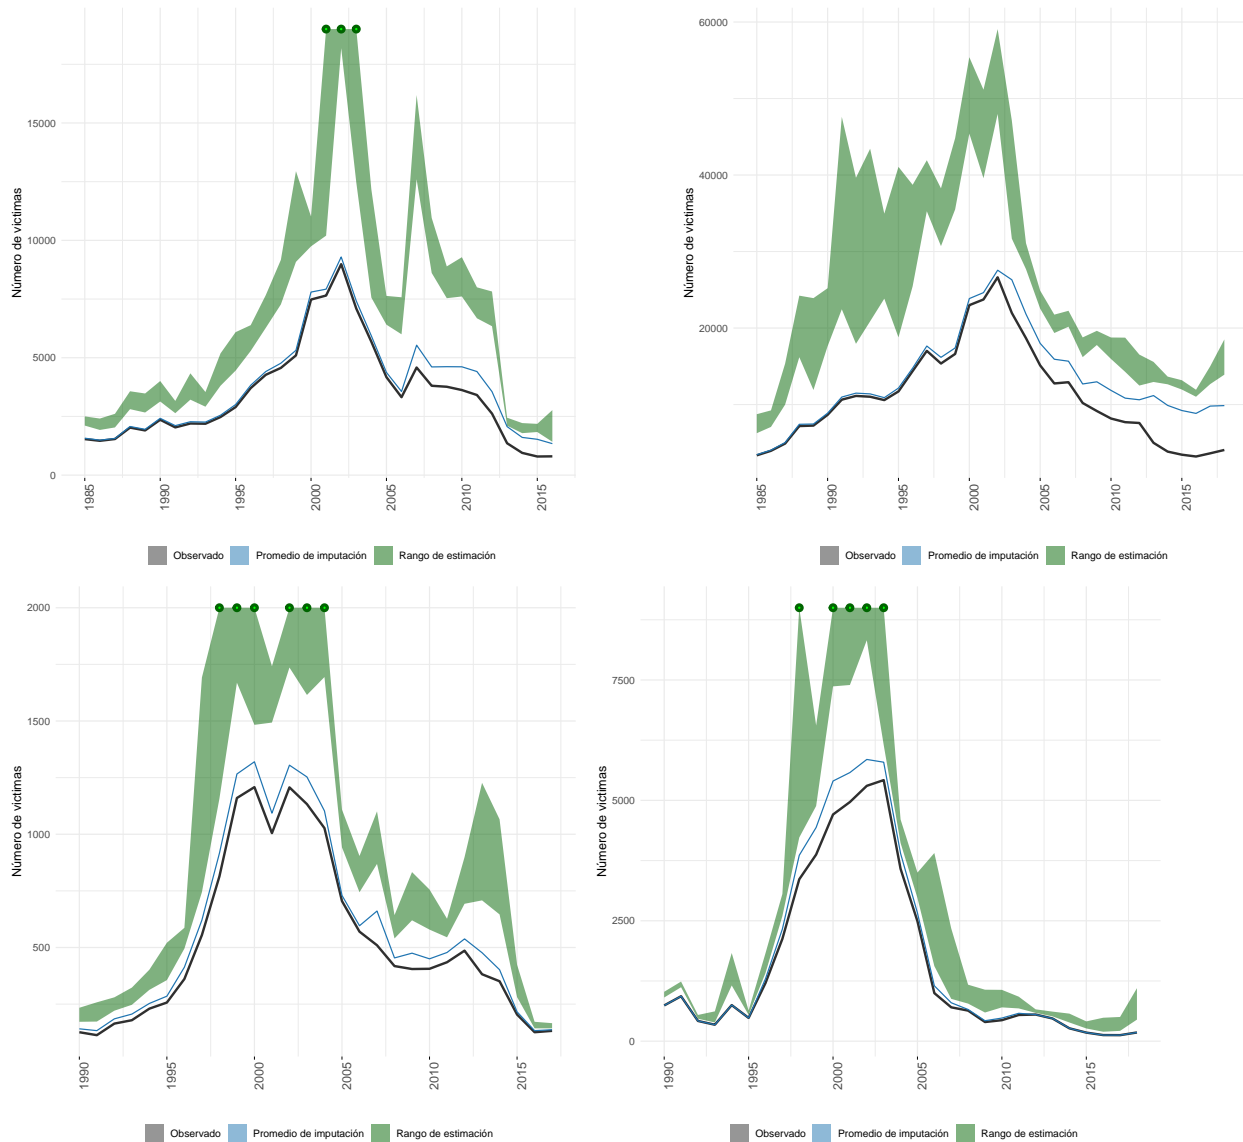 Número de víctimas
15000
10000
5000
0
1985
1990
1995
2000
2005
2010
2015
Observado
Promedio de imputación
Rango de estimación
Número de víctimas
60000
40000
20000
1985
1990
1995
2000
2005
2010
2015
Observado
Promedio de imputación
Rango de estimación
Número de víctimas
2000
1500
1000
500
1990
1995
2000
2005
2010
2015
Observado
Promedio de imputación
Rango de estimación
Número de víctimas
7500
5000
2500
0
1990
1995
2000
2005
2010
2015
Observado
Promedio de imputación
Rango de estimación